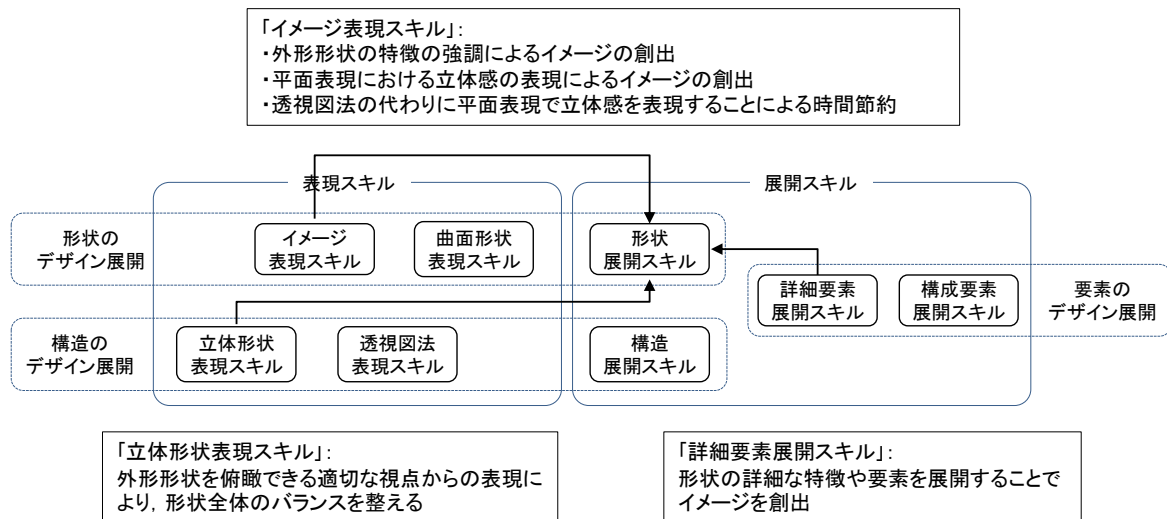 「イメージ表現スキル」：
・外形形状の特徴の強調によるイメージの創出
・平面表現における立体感の表現によるイメージの創出
・透視図法の代わりに平面表現で立体感を表現することによる時間節約
表現スキル
展開スキル
形状の
デザイン展開
イメージ
表現スキル
曲面形状
表現スキル
形状
展開スキル
詳細要素
展開スキル
構成要素
展開スキル
要素の
デザイン展開
構造の
デザイン展開
立体形状
表現スキル
透視図法
表現スキル
構造
展開スキル
「立体形状表現スキル」：
外形形状を俯瞰できる適切な視点からの表現に
より，形状全体のバランスを整える
「詳細要素展開スキル」：
形状の詳細な特徴や要素を展開することで
イメージを創出